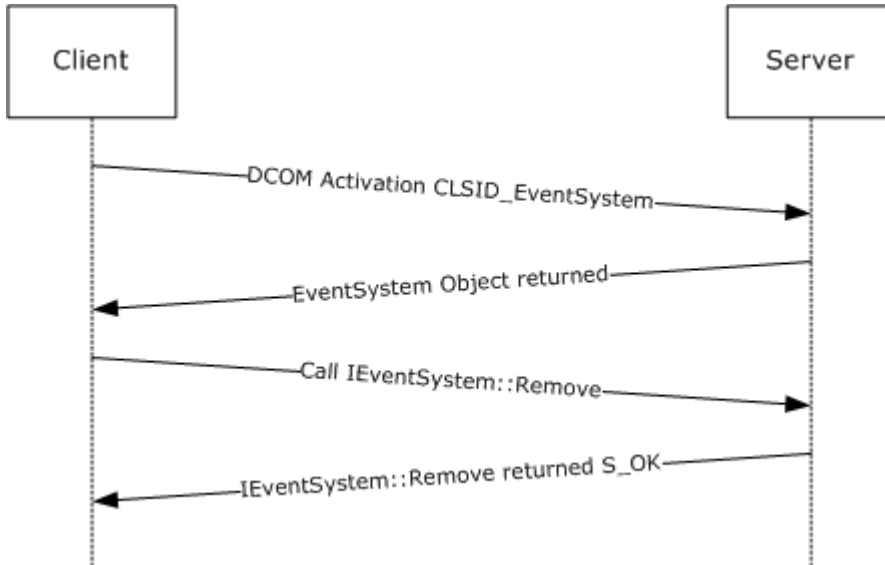 Client
Server
DCOM Activation CLSID_EventSystem
EventSystem Object returned
Call IEventSystem::Remove
IEventSystem::Remove returned S_OK